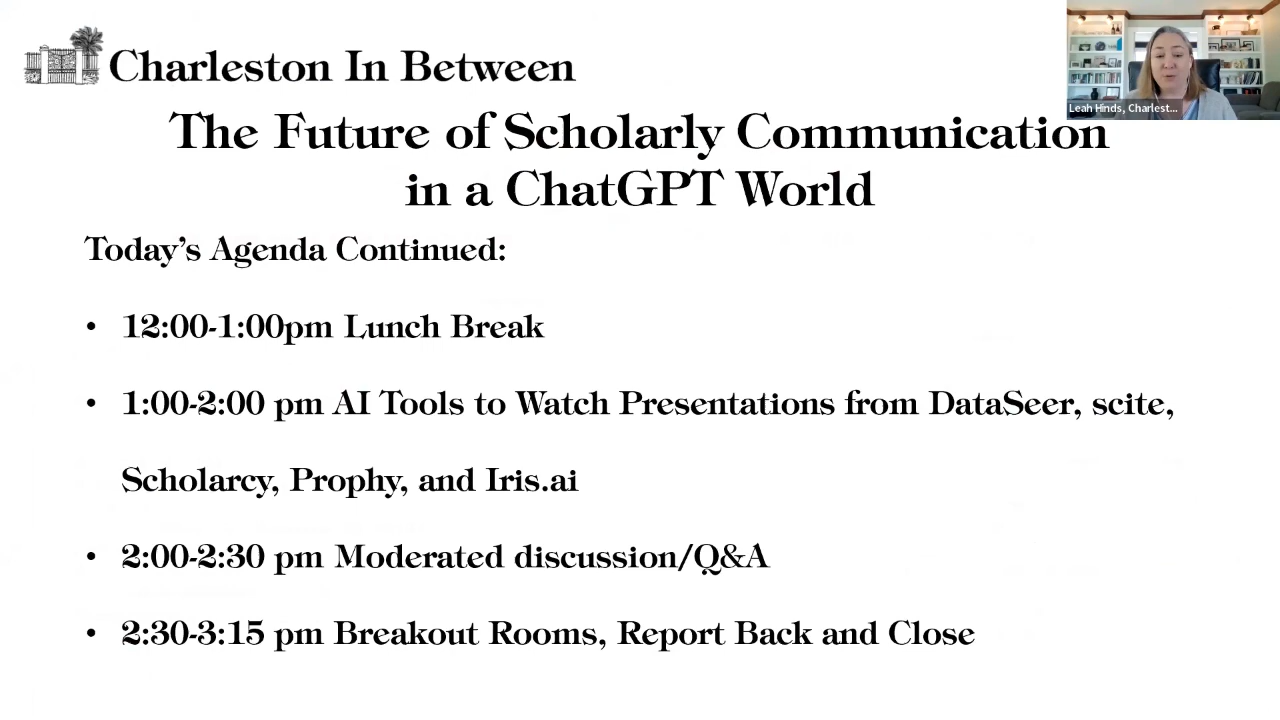 Charleston In Between
Leah Hinds, Charlest...
The Future of Scholarly Communication
in a ChatGPT World
Today's Agenda Continued:
• 12:00-1:00pm Lunch Break
• 1:00-2:00 pm AI Tools to Watch Presentations from DataSeer, scite,
Scholarcy, Prophy, and Iris.ai
• 2:00-2:30 pm Moderated discussion/Q&A
• 2:30-3:15 pm Breakout Rooms, Report Back and Close